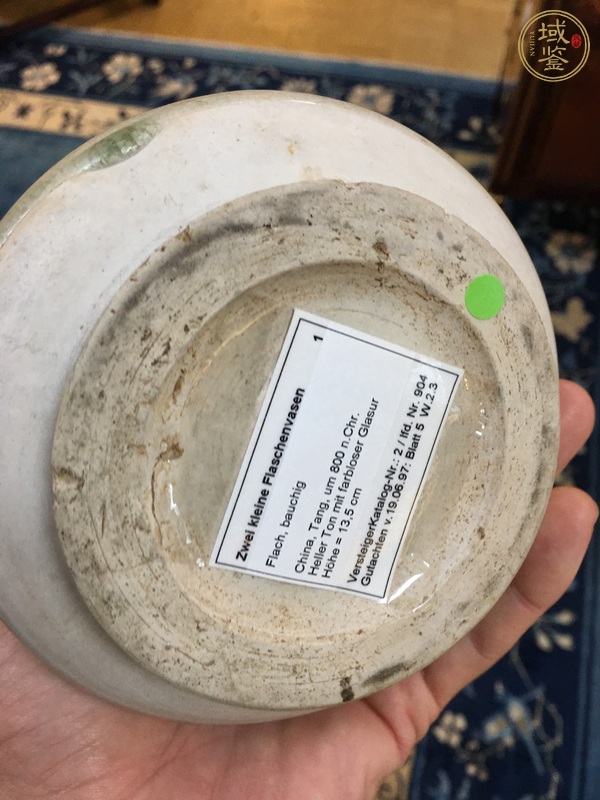 域鉴
YUJIAN
Zwei kleine Flaschenvasen 1
Flach, bauchig
China, Tang, um 800 n.Chr.
Heller Ton mit farbloser Glasur
Höhe = 13,5 cm
VersteigerKatalog-Nr.: 2 / lfd. Nr. 904
Gutachten v.19.06.97: Blatt 5 W.2.3